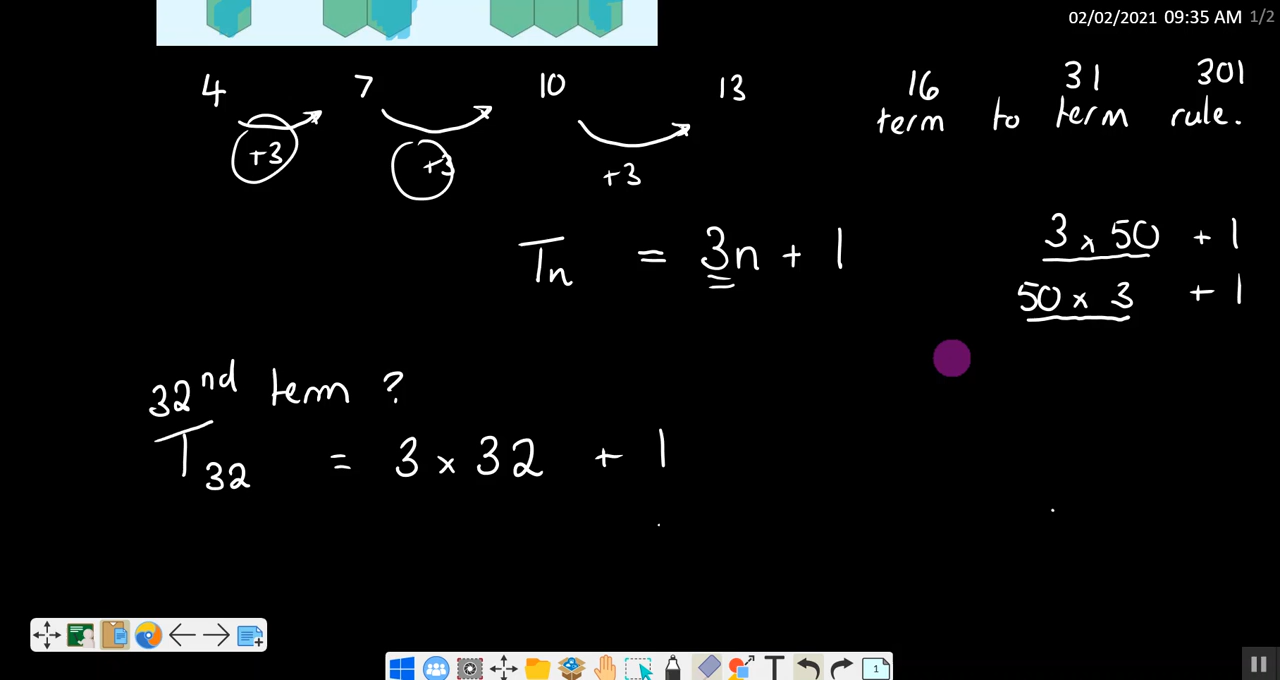 02/02/2021 09:35 AM 1/2
4 7 10 13 16 31 301
term to term rule.
+3 +3 +3
Tn = 3n + 1
3 x 50 + 1
50 x 3 + 1
32nd term ?
T32 = 3 x 32 + 1
1